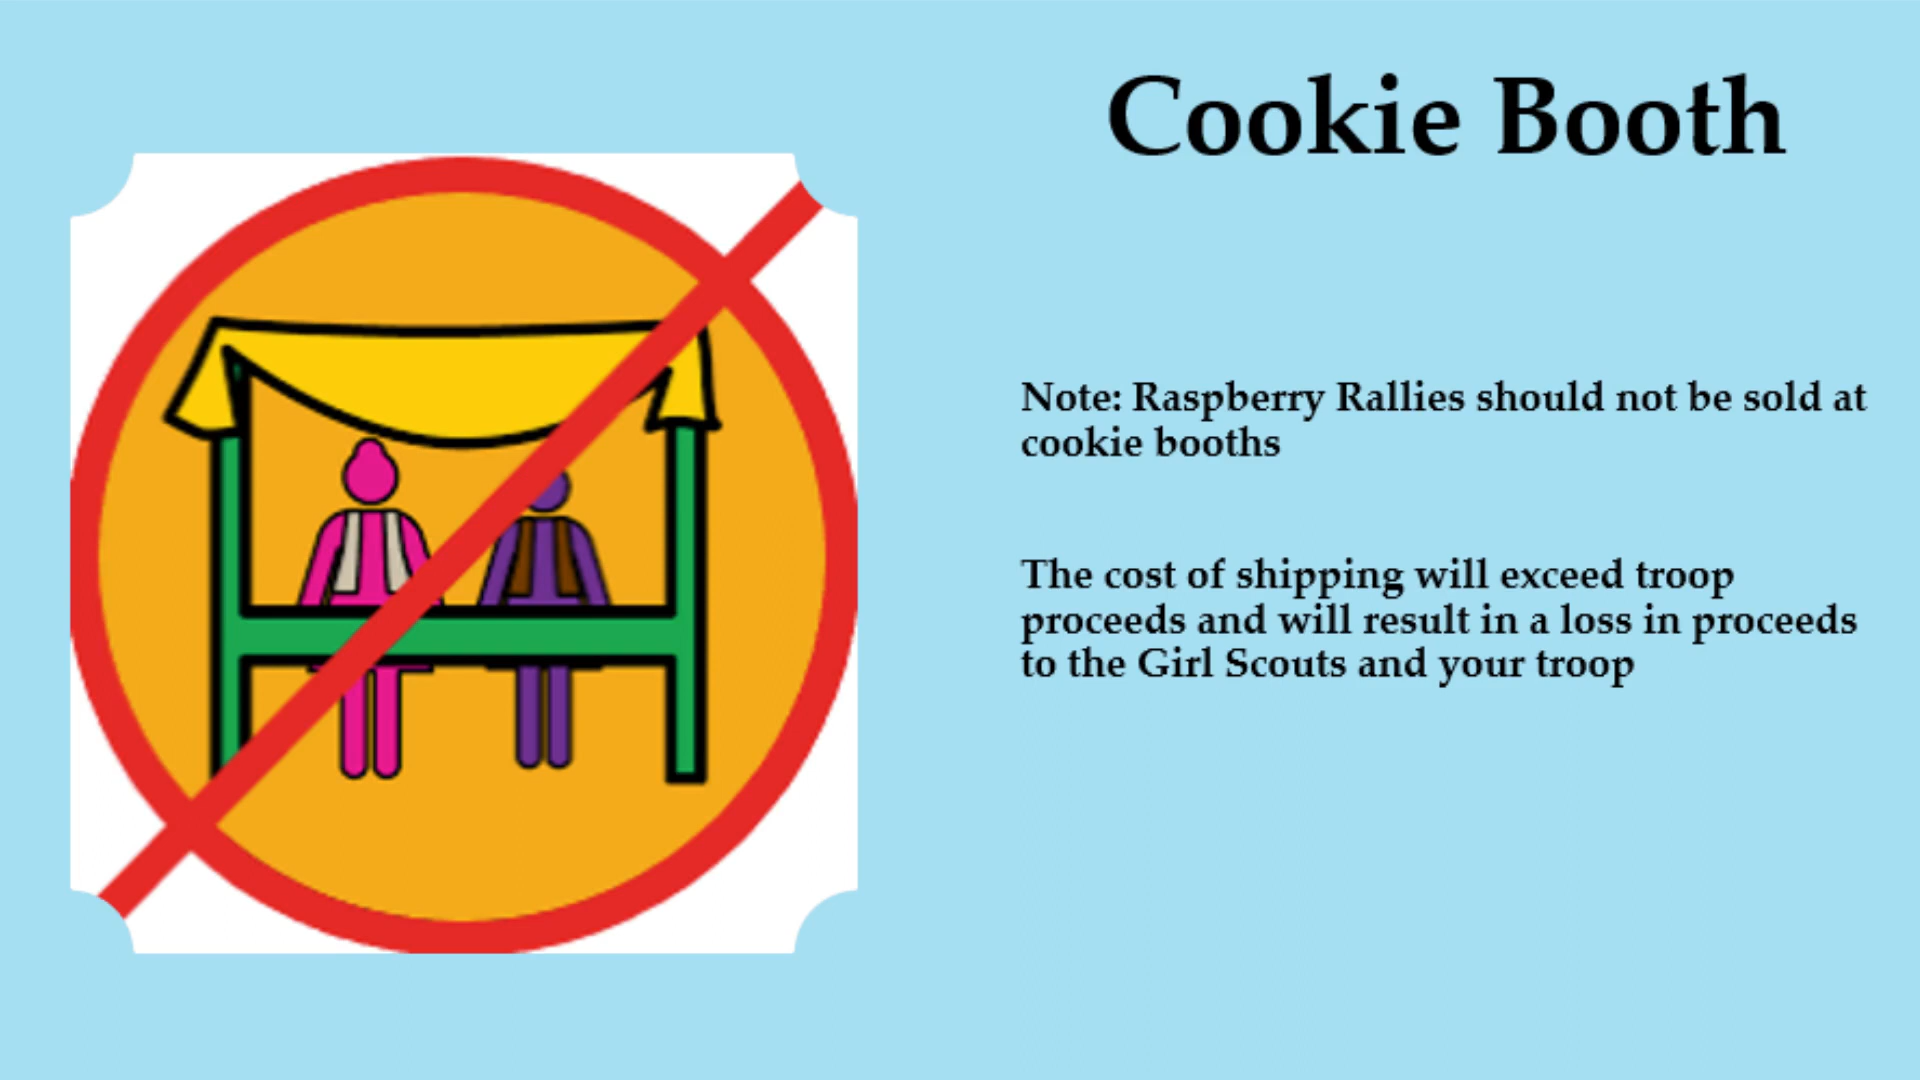 Cookie Booth
Note: Raspberry Rallies should not be sold at
cookie booths
The cost of shipping will exceed troop
proceeds and will result in a loss in proceeds
to the Girl Scouts and your troop